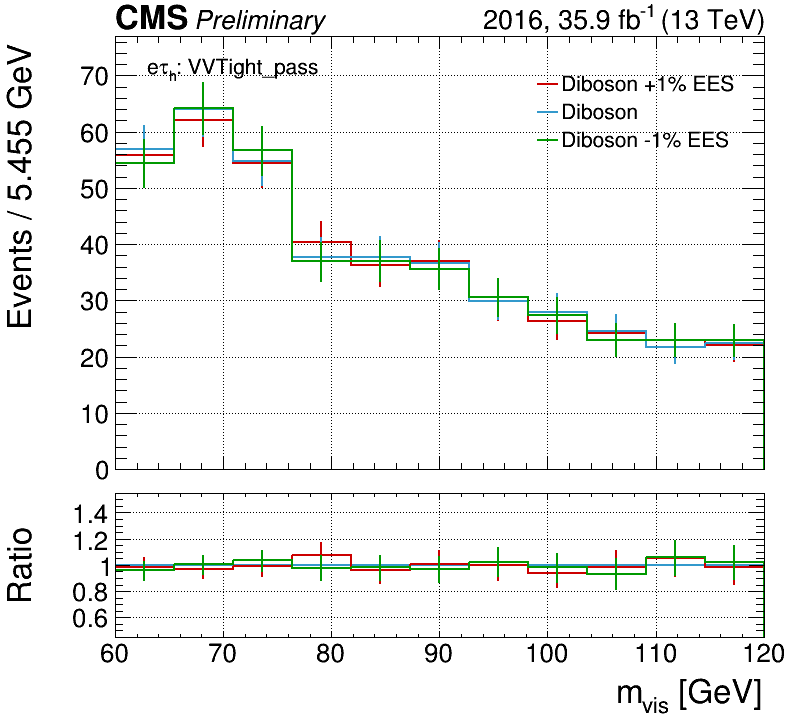 CMS Preliminary 2016, 35.9 fb⁻¹ (13 TeV)
eτₕ: VVTight_pass
Diboson +1% EES
Diboson
Diboson -1% EES
Events / 5.455 GeV
70
60
50
40
30
20
10
0
Ratio
1.4
1.2
1
0.8
0.6
60 70 80 90 100 110 120
m_vis [GeV]